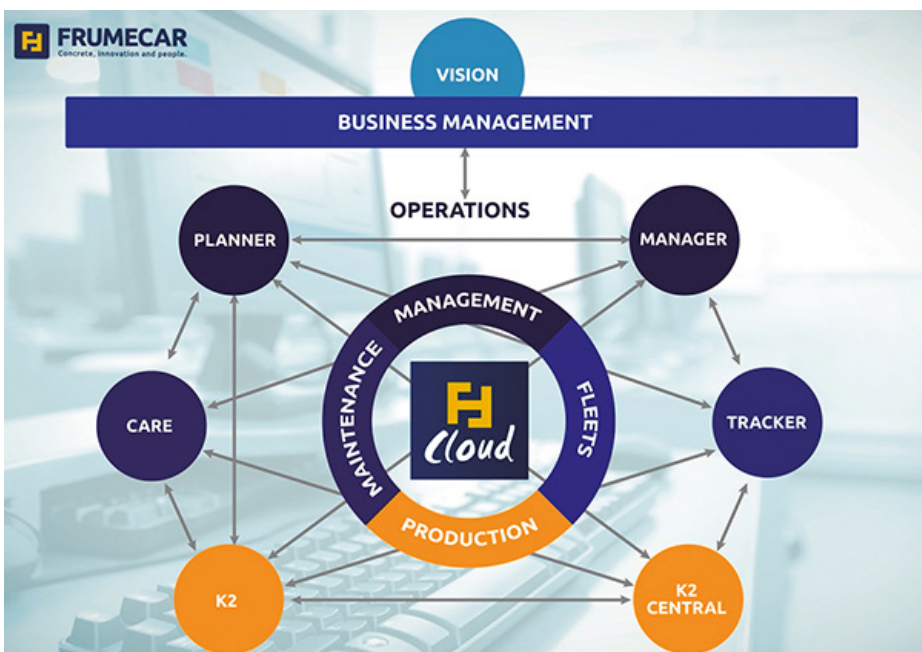 FRUMECAR
Concrete, innovation and people.
VISION
BUSINESS MANAGEMENT
OPERATIONS
PLANNER
MANAGER
MANAGEMENT
MAINTENANCE
FLEETS
Cloud
CARE
TRACKER
PRODUCTION
K2
K2
CENTRAL